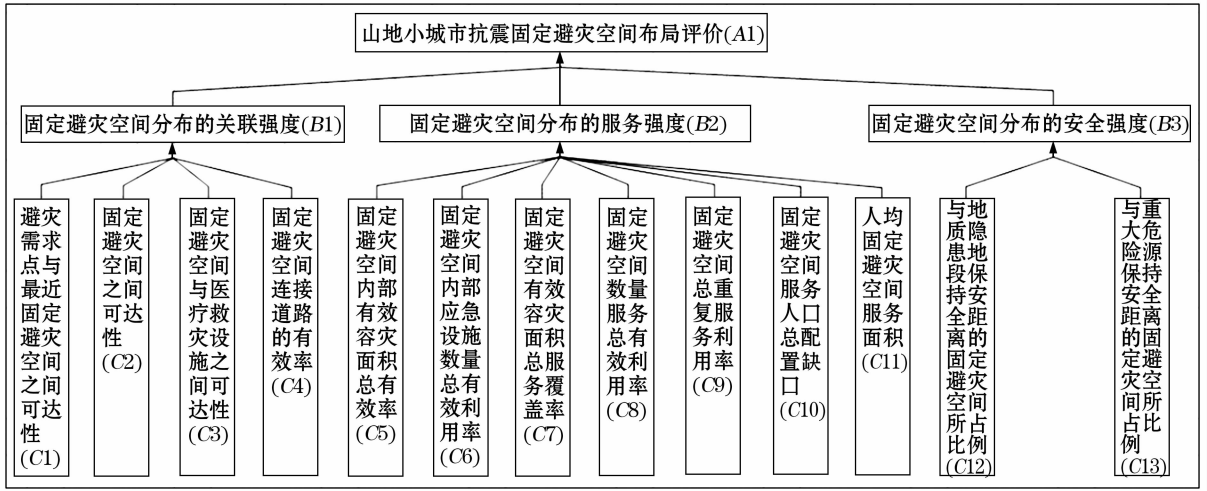 山地小城市抗震固定避灾空间布局评价(A1)
固定避灾空间分布的关联强度(B1)
固定避灾空间分布的服务强度(B2)
固定避灾空间分布的安全强度(B3)
避灾
需求
点与
最近
固定
避灾
空间
之间
可达
性
(C1)
固定
避灾
空间
之间
可达
性
(C2)
固定
避灾
空间
与医
疗救
灾设
施之
间可
达性
(C3)
固定
避灾
空间
连接
道路
的有
效率
(C4)
固定
避灾
空间
内部
有效
容灾
面积
总有
效率
(C5)
固定
避灾
空间
内部
应急
设施
数量
总有
效利
用率
(C6)
固定
避灾
空间
有效
容灾
面积
总服
务覆
盖率
(C7)
固定
避灾
空间
数量
服务
总有
效利
用率
(C8)
固定
避灾
空间
总重
复服
务利
用率
(C9)
固定
避灾
空间
服务
人口
总配
置缺
口
(C10)
人均
固定
避灾
空间
服务
面积
(C11)
与地
质隐
患地
段保
持安
全距
离的
固定
避灾
空间
所占
比例
(C12)
与重
大危
险源
保持
安全
距离
的固
定避
灾空
间所
占比
例
(C13)